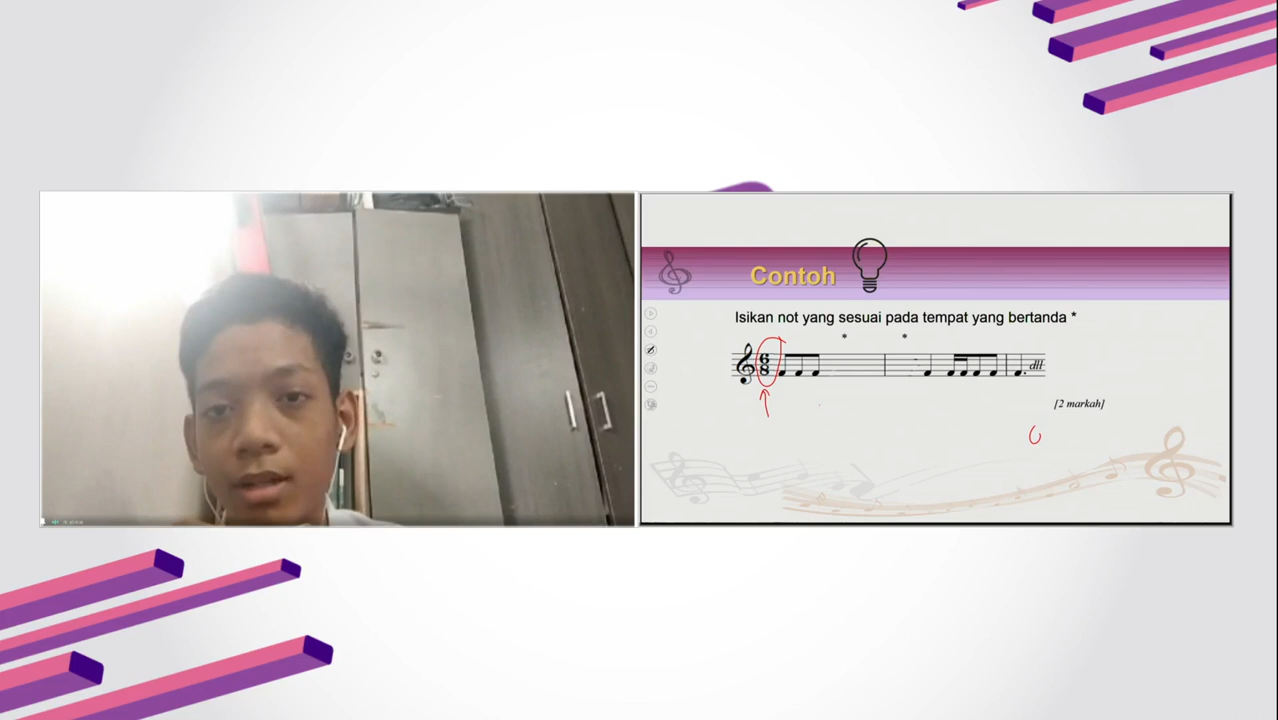 Contoh
Isikan not yang sesuai pada tempat yang bertanda *
* *
6
8
dll
[2 markah]